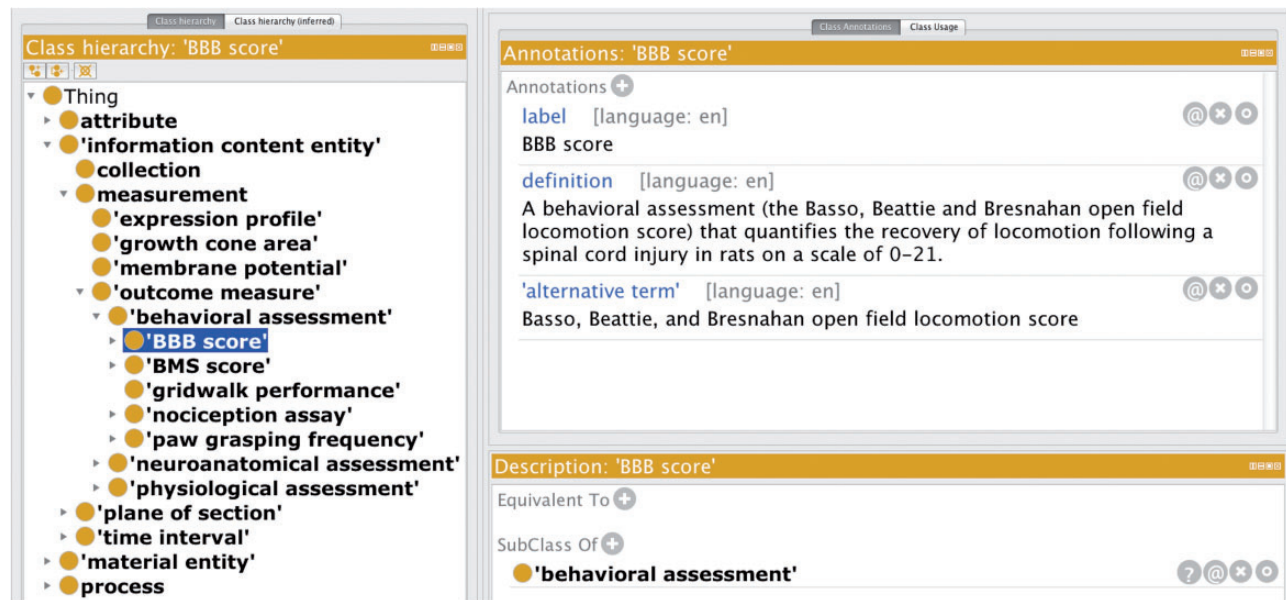 Class hierarchy Class hierarchy (inferred)
Class hierarchy: 'BBB score'
Thing
attribute
'information content entity'
collection
measurement
'expression profile'
'growth cone area'
'membrane potential'
'outcome measure'
'behavioral assessment'
'BBB score'
'BMS score'
'gridwalk performance'
'nociception assay'
'paw grasping frequency'
'neuroanatomical assessment'
'physiological assessment'
'plane of section'
'time interval'
'material entity'
process
Class Annotations Class Usage
Annotations: 'BBB score'
Annotations
label [language: en]
BBB score
definition [language: en]
A behavioral assessment (the Basso, Beattie and Bresnahan open field
locomotion score) that quantifies the recovery of locomotion following a
spinal cord injury in rats on a scale of 0–21.
'alternative term' [language: en]
Basso, Beattie, and Bresnahan open field locomotion score
Description: 'BBB score'
Equivalent To
SubClass Of
'behavioral assessment'